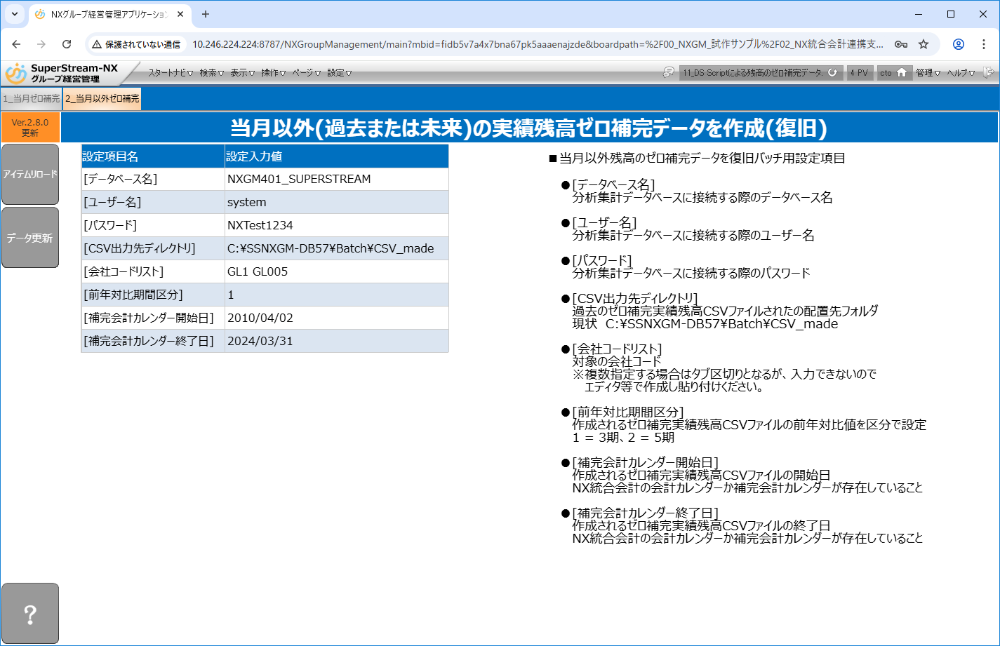 NXグループ経営管理アプリケーショ
保護されていない通信
10.246.224.224:8787/NXGroupManagement/main?mbid=fidb5v7a4x7bna67pk5aaaenajzde&boardpath=%2F00_NXGM_試作サンプル%2F02_NX統合会計連携支...
SuperStream-NX
グループ経営管理
スタートナビ▽ 検索▽ 表示▽ 操作▽ ページ▽ 設定▽
11_DS Scriptによる残高のゼロ補完データ. 4 PV cto 管理▽ ヘルプ▽
1_当月ゼロ補完 2_当月以外ゼロ補完
Ver.2.8.0
更新
当月以外(過去または未来)の実績残高ゼロ補完データを作成(復旧)
アイテムリロード
データ更新
設定項目名 設定入力値
[データベース名] NXGM401_SUPERSTREAM
[ユーザー名] system
[パスワード] NXTest1234
[CSV出力先ディレクトリ] C:¥SSNXGM-DB57¥Batch¥CSV_made
[会社コードリスト] GL1 GL005
[前年対比期間区分] 1
[補完会計カレンダー開始日] 2010/04/02
[補完会計カレンダー終了日] 2024/03/31
■当月以外残高のゼロ補完データを復旧バッチ用設定項目
●[データベース名]
分析集計データベースに接続する際のデータベース名
●[ユーザー名]
分析集計データベースに接続する際のユーザー名
●[パスワード]
分析集計データベースに接続する際のパスワード
●[CSV出力先ディレクトリ]
過去のゼロ補完実績残高CSVファイルされたの配置先フォルダ
現状 C:¥SSNXGM-DB57¥Batch¥CSV_made
●[会社コードリスト]
対象の会社コード
※複数指定する場合はタブ区切りとなるが、入力できないので
エディタ等で作成し貼り付けください。
●[前年対比期間区分]
作成されるゼロ補完実績残高CSVファイルの前年対比値を区分で設定
1 = 3期、2 = 5期
●[補完会計カレンダー開始日]
作成されるゼロ補完実績残高CSVファイルの開始日
NX統合会計の会計カレンダーか補完会計カレンダーが存在していること
●[補完会計カレンダー終了日]
作成されるゼロ補完実績残高CSVファイルの終了日
NX統合会計の会計カレンダーか補完会計カレンダーが存在していること
?